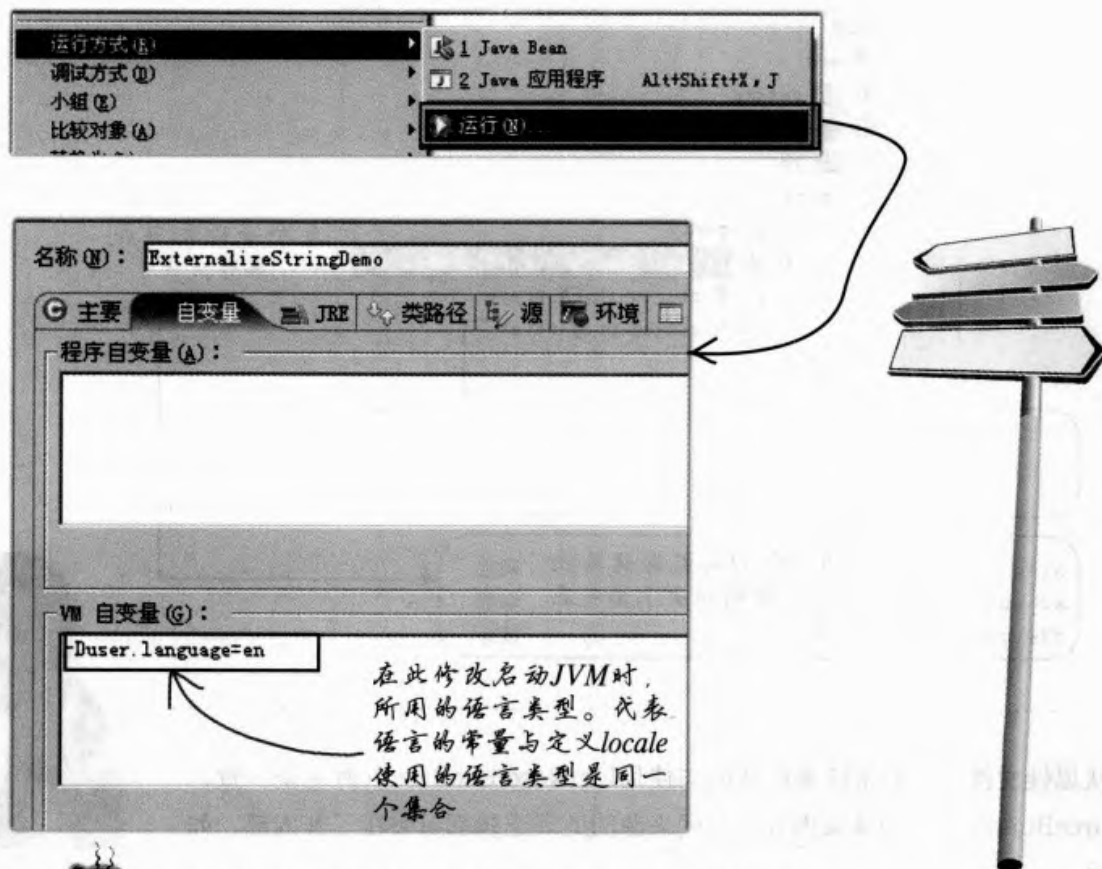 运行方式(R)
调试方式(D)
小组(E)
比较对象(A)
1 Java Bean
2 Java 应用程序 Alt+Shift+X, J
运行(N)...
名称(N): ExternalizeStringDemo
主要 自变量 JRE 类路径 源 环境
程序自变量(A):
VM 自变量(G):
-Duser.language=en
在此修改启动JVM时,
所用的语言类型。代表
语言的常量与定义locale
使用的语言类型是同一
个集合